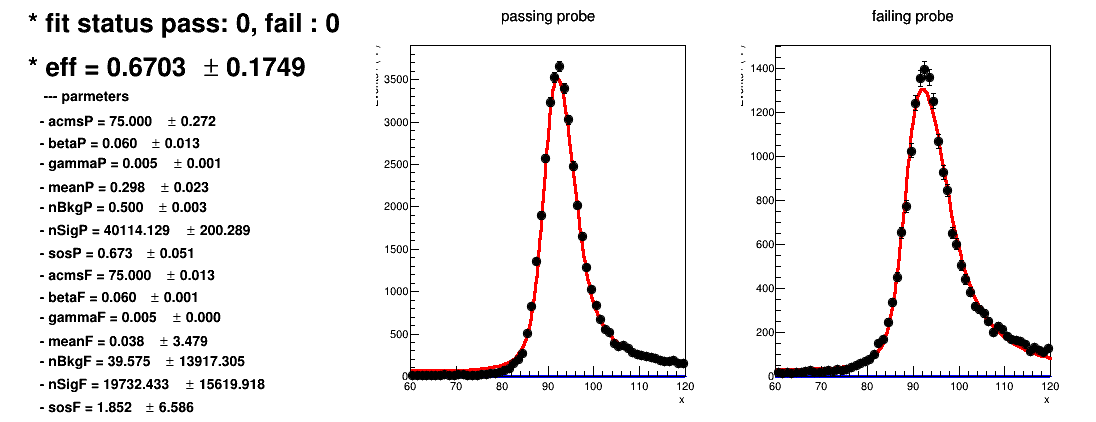 * fit status pass: 0, fail : 0
* eff = 0.6703 ± 0.1749
--- parmeters
- acmsP = 75.000 ± 0.272
- betaP = 0.060 ± 0.013
- gammaP = 0.005 ± 0.001
- meanP = 0.298 ± 0.023
- nBkgP = 0.500 ± 0.003
- nSigP = 40114.129 ± 200.289
- sosP = 0.673 ± 0.051
- acmsF = 75.000 ± 0.013
- betaF = 0.060 ± 0.001
- gammaF = 0.005 ± 0.000
- meanF = 0.038 ± 3.479
- nBkgF = 39.575 ± 13917.305
- nSigF = 19732.433 ± 15619.918
- sosF = 1.852 ± 6.586
passing probe
3500
3000
2500
2000
1500
1000
500
0
60 70 80 90 100 110 120
x
failing probe
1400
1200
1000
800
600
400
200
0
60 70 80 90 100 110 120
x